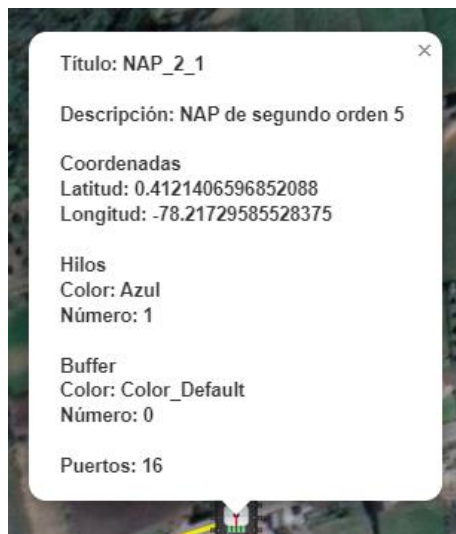 Título: NAP_2_1
Descripción: NAP de segundo orden 5
Coordenadas
Latitud: 0.4121406596852088
Longitud: -78.21729585528375
Hilos
Color: Azul
Número: 1
Buffer
Color: Color_Default
Número: 0
Puertos: 16